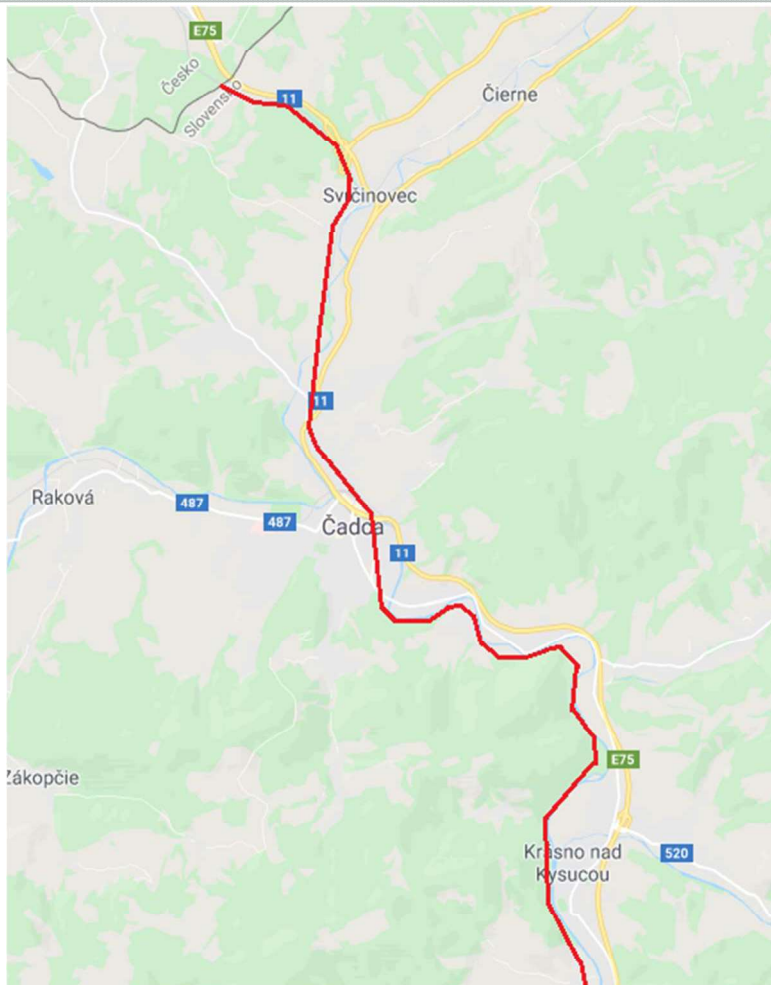 E75
Česko
Slovensko
11
Čierne
Svrčinovec
11
Raková
487
487
Čadca
11
E75
Zákopčie
Krásno nad
Kysucou
520